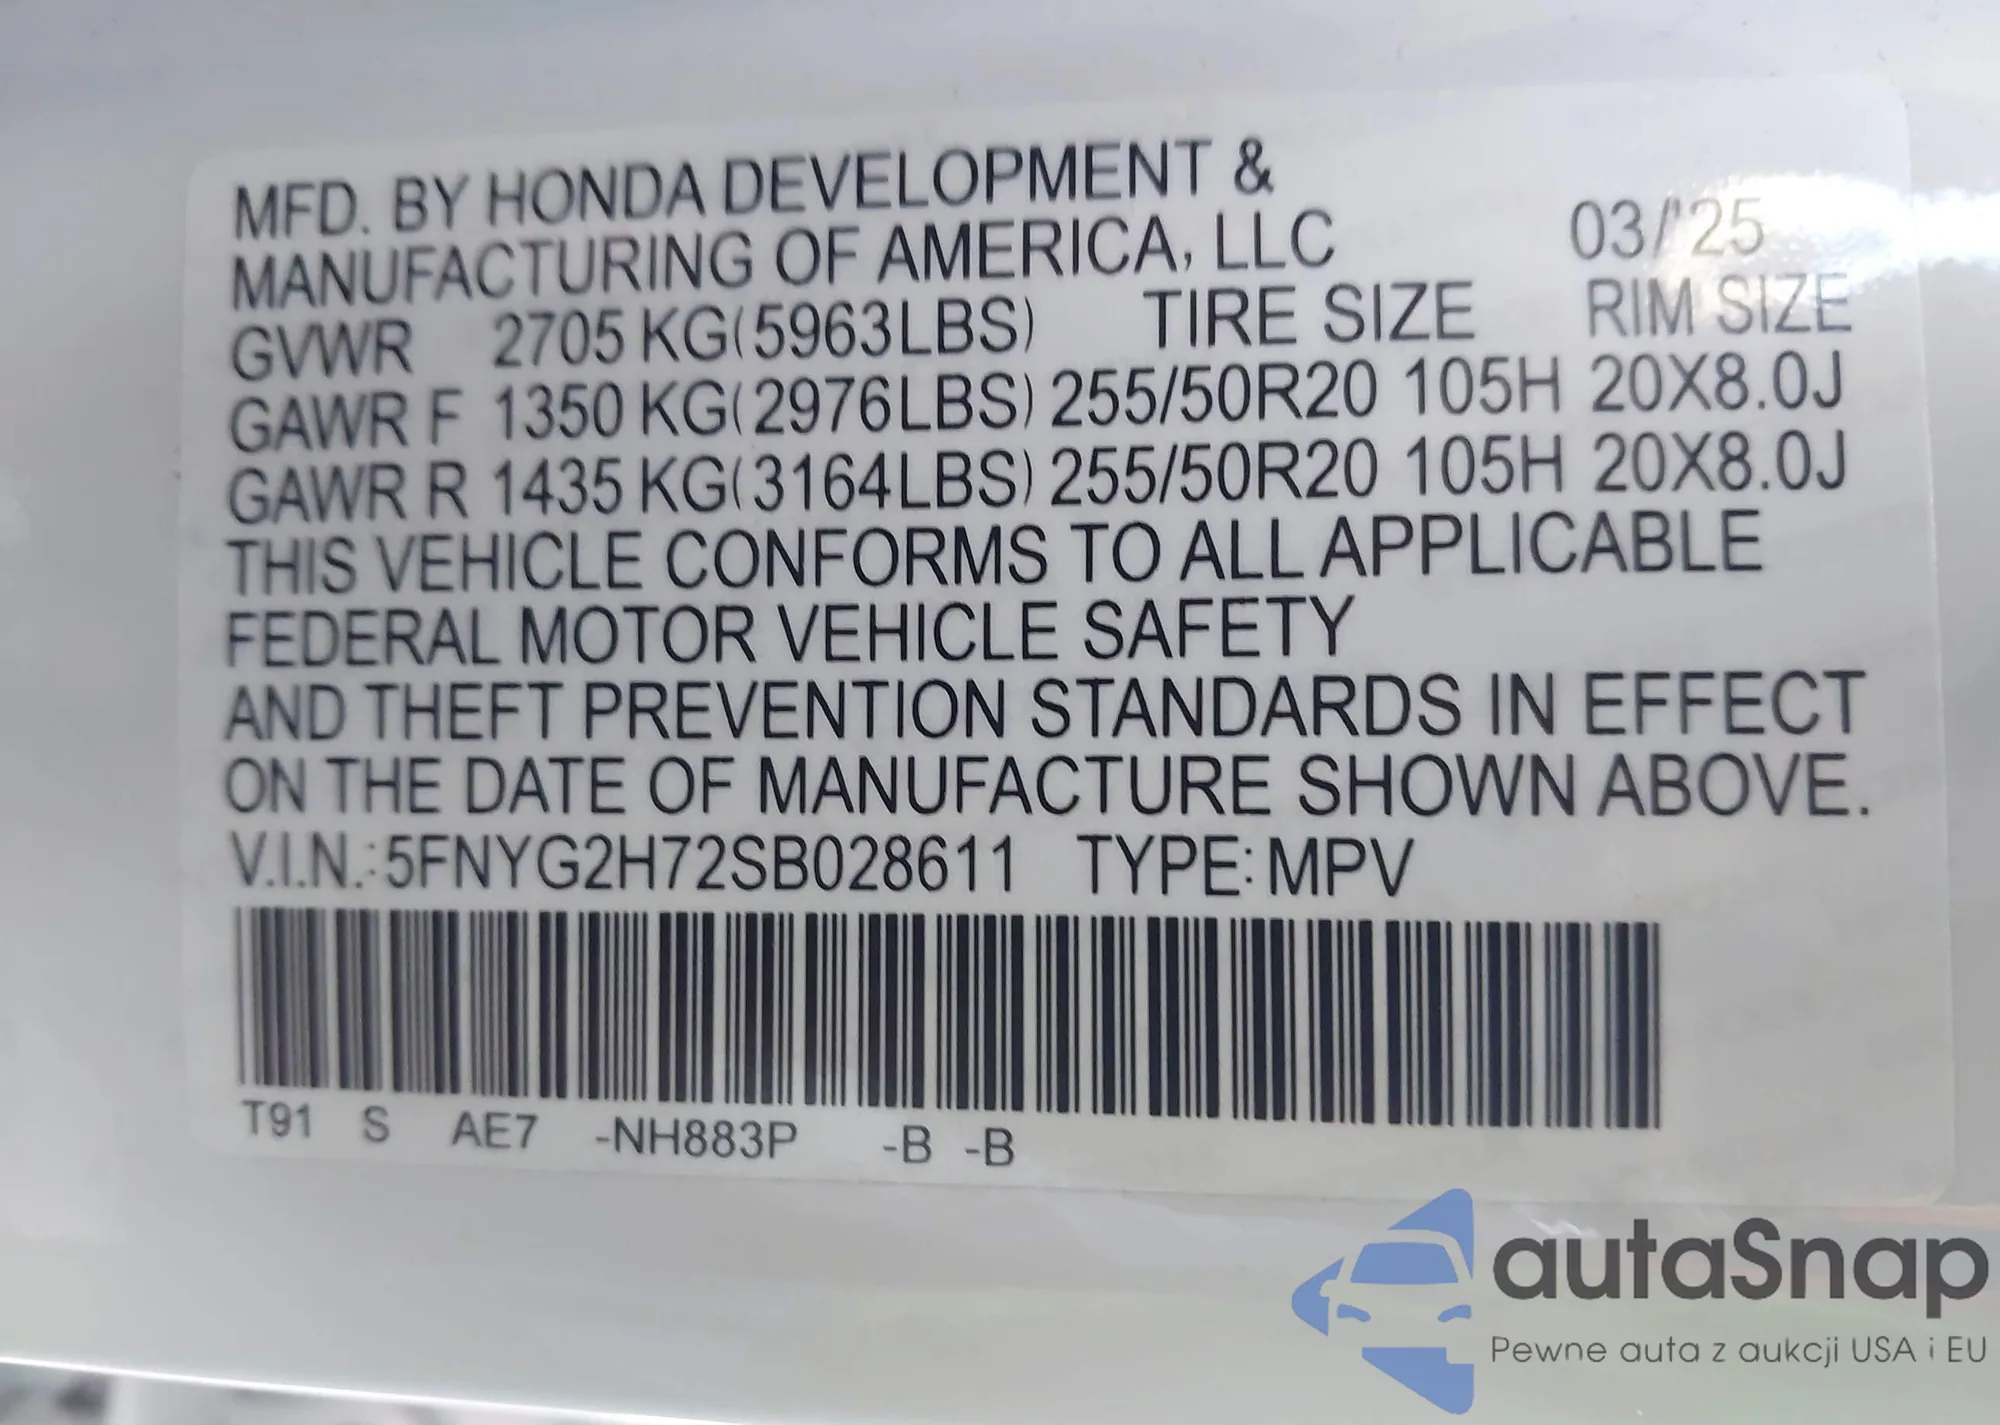 MFD. BY HONDA DEVELOPMENT &
MANUFACTURING OF AMERICA, LLC 03/'25
GVWR 2705 KG(5963LBS) TIRE SIZE RIM SIZE
GAWR F 1350 KG(2976LBS) 255/50R20 105H 20X8.0J
GAWR R 1435 KG(3164LBS) 255/50R20 105H 20X8.0J
THIS VEHICLE CONFORMS TO ALL APPLICABLE
FEDERAL MOTOR VEHICLE SAFETY
AND THEFT PREVENTION STANDARDS IN EFFECT
ON THE DATE OF MANUFACTURE SHOWN ABOVE.
V.I.N.:5FNYG2H72SB028611 TYPE:MPV
T91 S AE7 -NH883P -B -B
autaSnap
Pewne auta z aukcji USA i EU